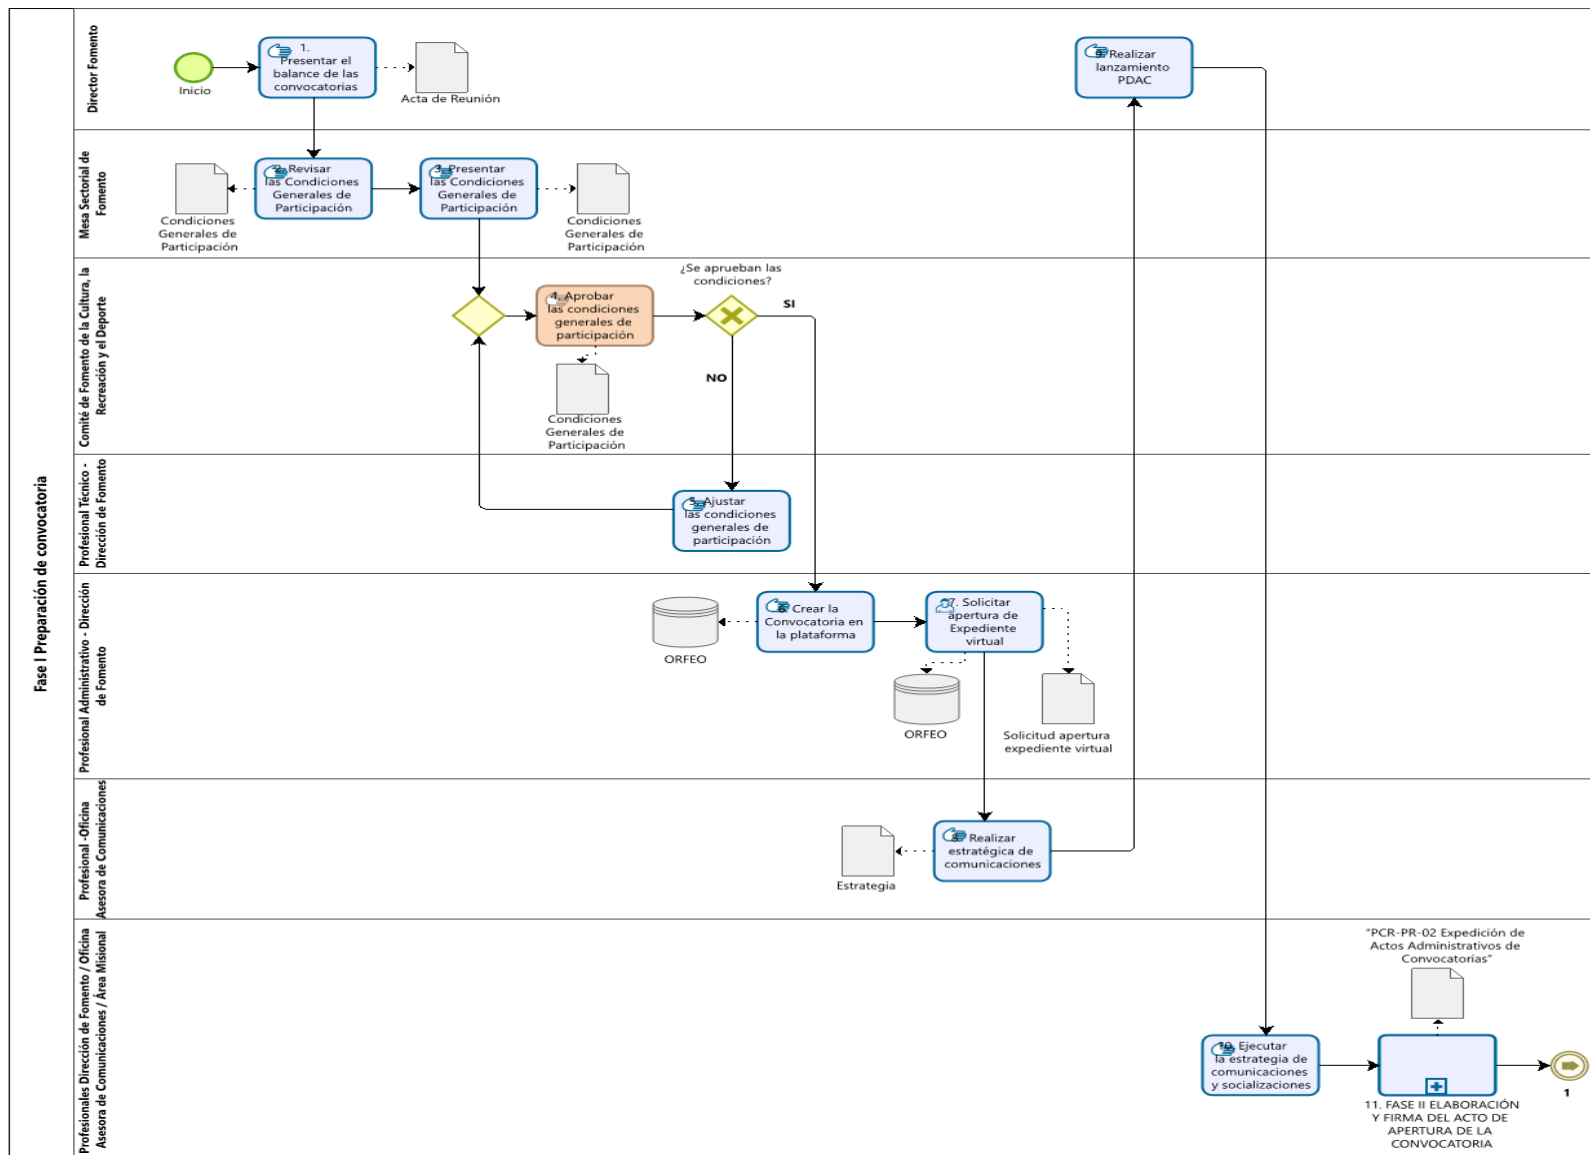 Fase I Preparación de convocatoria
Director Fomento
Inicio
1.
Presentar el
balance de las
convocatorias
Acta de Reunión
9. Realizar
lanzamiento
PDAC
Mesa Sectorial de
Fomento
2. Revisar
las Condiciones
Generales de
Participación
Condiciones
Generales de
Participación
3. Presentar
las Condiciones
Generales de
Participación
Condiciones
Generales de
Participación
Comité de Fomento de la Cultura, la
Recreación y el Deporte
4. Aprobar
las condiciones
generales de
participación
Condiciones
Generales de
Participación
¿Se aprueban las
condiciones?
SI
NO
Profesional Técnico -
Dirección de Fomento
5. Ajustar
las condiciones
generales de
participación
Profesional Administrativo - Dirección
de Fomento
ORFEO
6. Crear la
Convocatoria en
la plataforma
7. Solicitar
apertura de
Expediente
virtual
ORFEO
Solicitud apertura
expediente virtual
Profesional -Oficina
Asesora de Comunicaciones
Estrategia
8. Realizar
estratégica de
comunicaciones
Profesionales Dirección de Fomento / Oficina
Asesora de Comunicaciones / Área Misional
10. Ejecutar
la estrategia de
comunicaciones
y socializaciones
"PCR-PR-02 Expedición de
Actos Administrativos de
Convocatorias"
11. FASE II ELABORACIÓN
Y FIRMA DEL ACTO DE
APERTURA DE LA
CONVOCATORIA
1